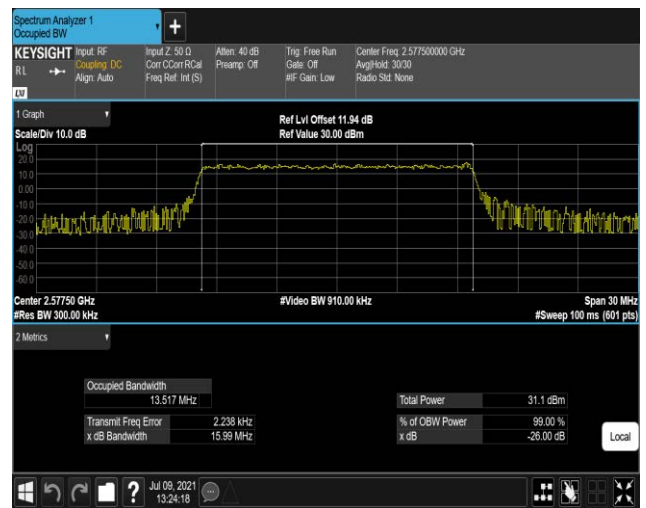 Spectrum Analyzer 1
Occupied BW
+
KEYSIGHT Input: RF Input Z: 50 Ω Atten: 40 dB Trig: Free Run Center Freq: 2.577500000 GHz
R L Coupling: DC Corr CCorr RCal Preamp: Off Gate: Off Avg|Hold: 30/30
Align: Auto Freq Ref: Int (S) #IF Gain: Low Radio Std: None
LXI
1 Graph
Scale/Div 10.0 dB
Ref Lvl Offset 11.94 dB
Ref Value 30.00 dBm
Log
20.0
10.0
0.00
-10.0
-20.0
-30.0
-40.0
-50.0
-60.0
Center 2.57750 GHz #Video BW 910.00 kHz Span 30 MHz
#Res BW 300.00 kHz #Sweep 100 ms (601 pts)
2 Metrics
Occupied Bandwidth
13.517 MHz Total Power 31.1 dBm
Transmit Freq Error 2.238 kHz % of OBW Power 99.00 %
x dB Bandwidth 15.99 MHz x dB -26.00 dB
Local
? Jul 09, 2021
13:24:18